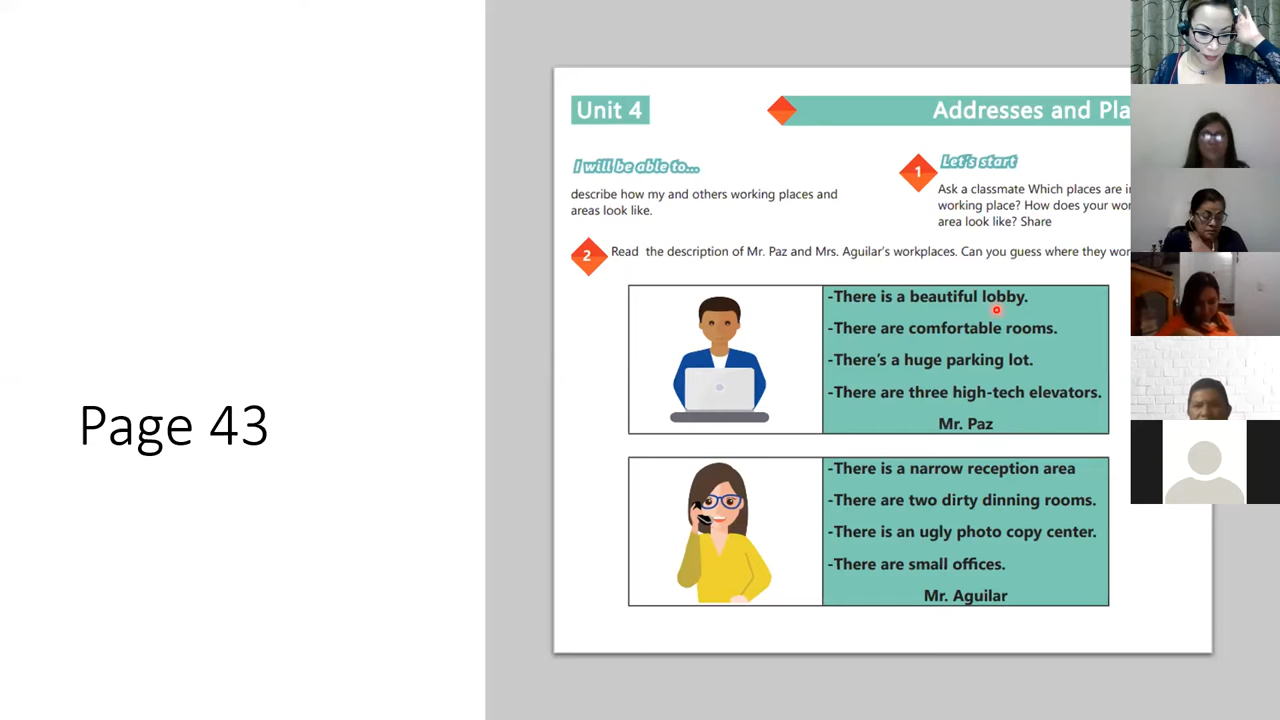 Page 43
Unit 4
Addresses and Pla
I will be able to...
describe how my and others working places and
areas look like.
1
Let's start
Ask a classmate Which places are i
working place? How does your wo
area look like? Share
2
Read the description of Mr. Paz and Mrs. Aguilar's workplaces. Can you guess where they wor
-There is a beautiful lobby.
-There are comfortable rooms.
-There's a huge parking lot.
-There are three high-tech elevators.
Mr. Paz
-There is a narrow reception area
-There are two dirty dinning rooms.
-There is an ugly photo copy center.
-There are small offices.
Mr. Aguilar